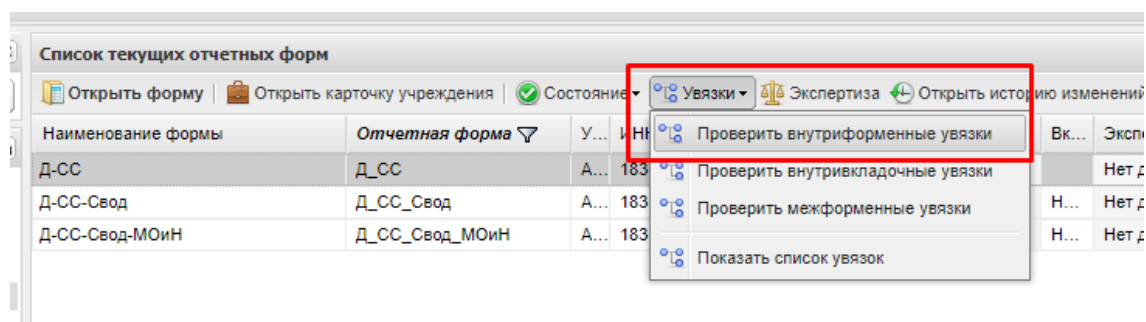 Список текущих отчетных форм
Открыть форму Открыть карточку учреждения Состояние Увязки Экспертиза Открыть историю изменений
Наименование формы Отчетная форма У... ИНН Вк... Эксп
Проверить внутриформенные увязки
Д-СС Д_СС А... 183 Нет д
Проверить внутривкладочные увязки
Д-СС-Свод Д_СС_Свод А... 183 Н... Нет д
Проверить межформенные увязки
Д-СС-Свод-МОиН Д_СС_Свод_МОиН А... 183 Н... Нет д
Показать список увязок